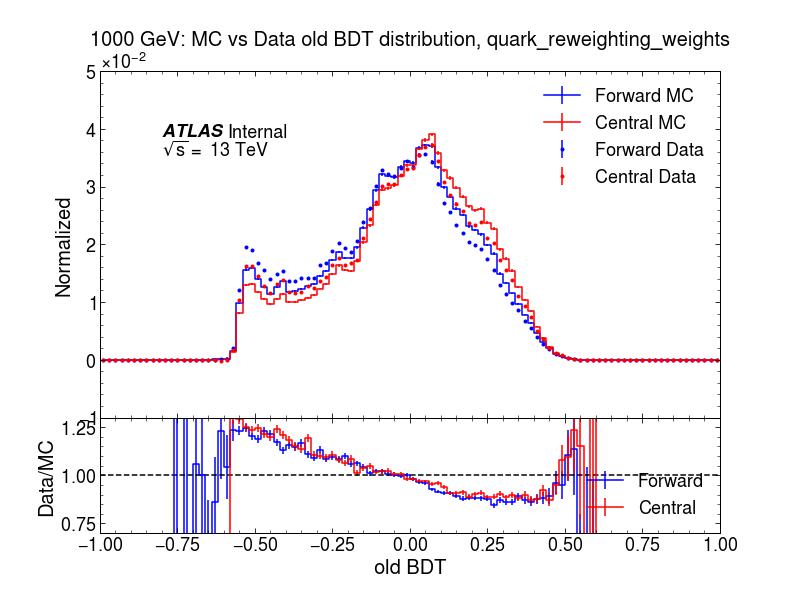 1000 GeV: MC vs Data old BDT distribution, quark_reweighting_weights
×10⁻²
5
4
3
2
1
0
1
Normalized
ATLAS Internal
√s = 13 TeV
Forward MC
Central MC
Forward Data
Central Data
1.25
1.00
0.75
Data/MC
Forward
Central
−1.00 −0.75 −0.50 −0.25 0.00 0.25 0.50 0.75 1.00
old BDT